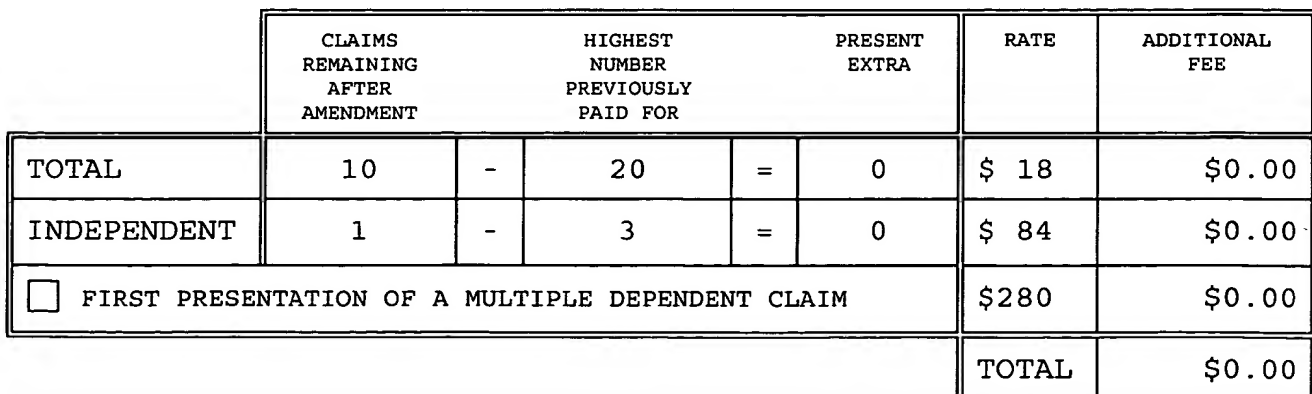 CLAIMS REMAINING AFTER AMENDMENT HIGHEST NUMBER PREVIOUSLY PAID FOR PRESENT EXTRA RATE ADDITIONAL FEE
TOTAL 10 - 20 = 0 $ 18 $0.00
INDEPENDENT 1 - 3 = 0 $ 84 $0.00
FIRST PRESENTATION OF A MULTIPLE DEPENDENT CLAIM $280 $0.00
TOTAL $0.00